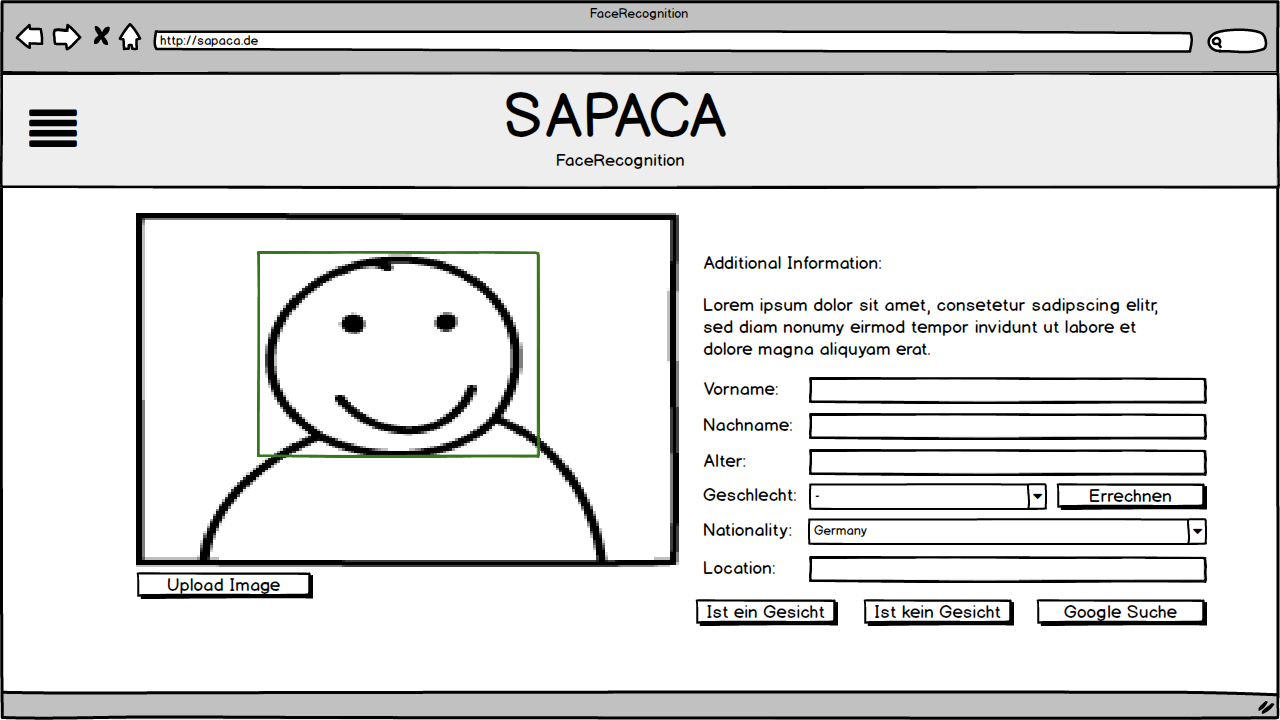 FaceRecognition
http://sapaca.de
SAPACA
FaceRecognition
Additional Information:
Lorem ipsum dolor sit amet, consetetur sadipscing elitr,
sed diam nonumy eirmod tempor invidunt ut labore et
dolore magna aliquyam erat.
Vorname:
Nachname:
Alter:
Geschlecht: - Errechnen
Nationality: Germany
Location:
Upload Image
Ist ein Gesicht Ist kein Gesicht Google Suche